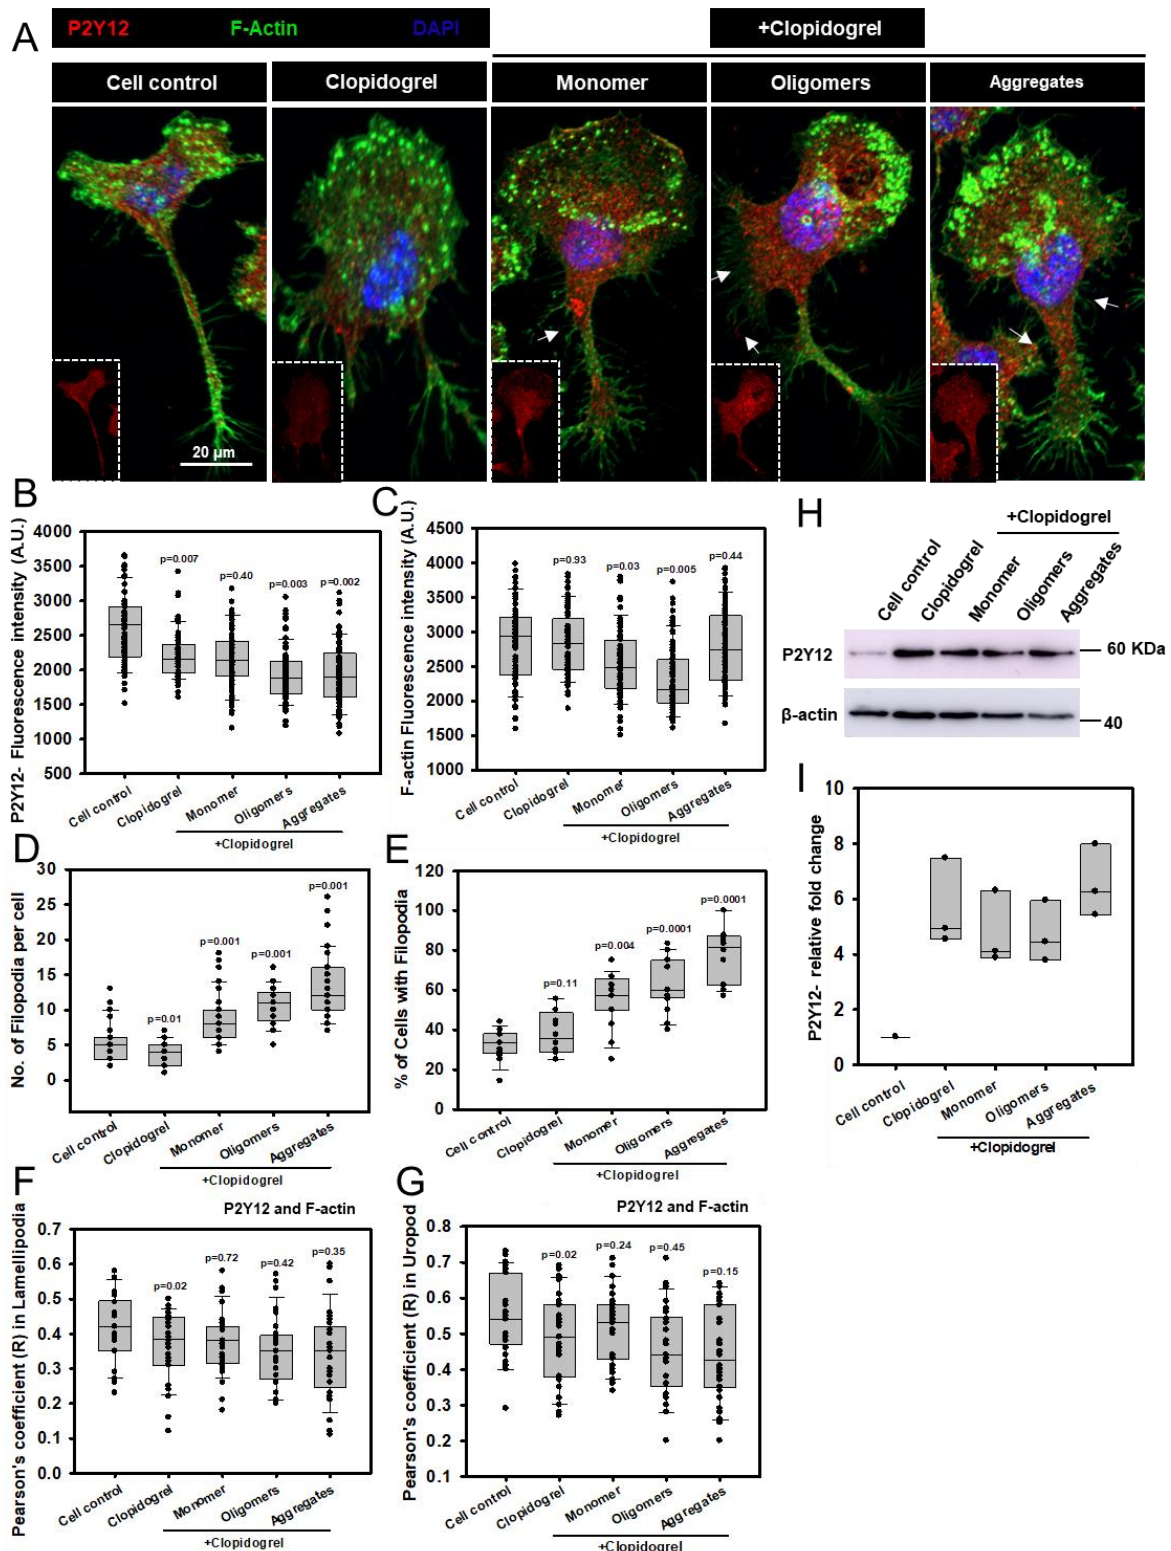 A
P2Y12 F-Actin DAPI
+Clopidogrel
Cell control Clopidogrel Monomer Oligomers Aggregates
20 µm
B
P2Y12- Fluorescence intensity (A.U.)
4000
3500
3000
2500
2000
1500
1000
500
p=0.007
p=0.40
p=0.003
p=0.002
Cell control Clopidogrel Monomer Oligomers Aggregates
+Clopidogrel
C
F-actin Fluorescence intensity (A.U.)
4500
4000
3500
3000
2500
2000
1500
1000
p=0.93
p=0.03
p=0.005
p=0.44
Cell control Clopidogrel Monomer Oligomers Aggregates
+Clopidogrel
H
+Clopidogrel
Cell control Clopidogrel Monomer Oligomers Aggregates
P2Y12
60 KDa
β-actin
40
D
No. of Filopodia per cell
30
25
20
15
10
5
0
p=0.01
p=0.001
p=0.001
p=0.001
Cell control Clopidogrel Monomer Oligomers Aggregates
+Clopidogrel
E
% of Cells with Filopodia
120
100
80
60
40
20
0
p=0.11
p=0.004
p=0.0001
p=0.0001
Cell control Clopidogrel Monomer Oligomers Aggregates
+Clopidogrel
I
P2Y12- relative fold change
10
8
6
4
2
0
Cell control Clopidogrel Monomer Oligomers Aggregates
+Clopidogrel
F
P2Y12 and F-actin
Pearson's coefficient (R) in Lamellipodia
0.7
0.6
0.5
0.4
0.3
0.2
0.1
0.0
p=0.02
p=0.72
p=0.42
p=0.35
Cell control Clopidogrel Monomer Oligomers Aggregates
+Clopidogrel
G
P2Y12 and F-actin
Pearson's coefficient (R) in Uropod
0.8
0.7
0.6
0.5
0.4
0.3
0.2
0.1
p=0.02
p=0.24
p=0.45
p=0.15
Cell control Clopidogrel Monomer Oligomers Aggregates
+Clopidogrel